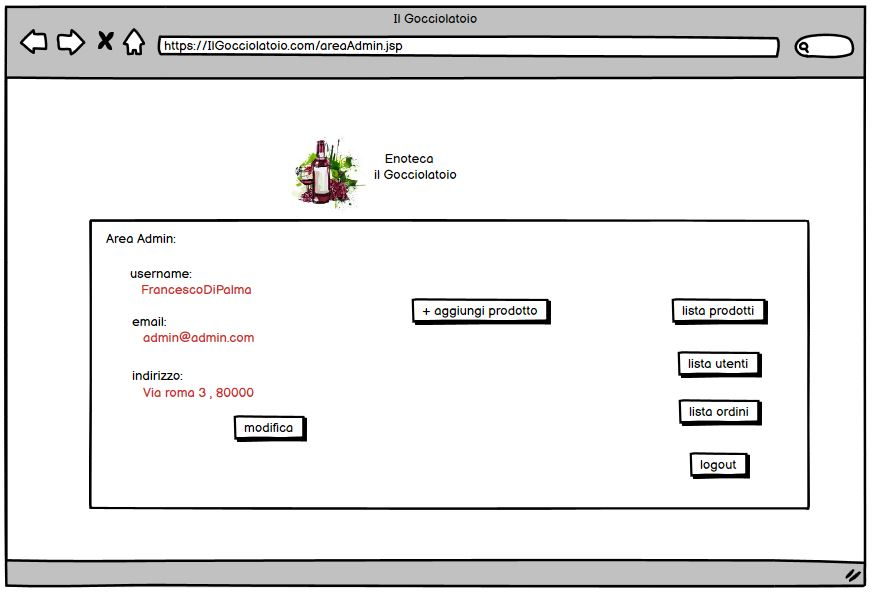 Il Gocciolatoio
https://IlGocciolatoio.com/areaAdmin.jsp
Enoteca
il Gocciolatoio
Area Admin:
username:
FrancescoDiPalma
email:
admin@admin.com
indirizzo:
Via roma 3 , 80000
modifica
+ aggiungi prodotto
lista prodotti
lista utenti
lista ordini
logout